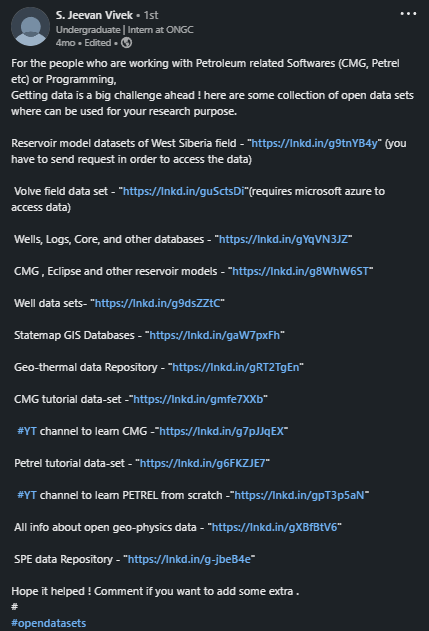 S. Jeevan Vivek • 1st
Undergraduate | Intern at ONGC
4mo • Edited •
For the people who are working with Petroleum related Softwares (CMG, Petrel
etc) or Programming,
Getting data is a big challenge ahead ! here are some collection of open data sets
where can be used for your research purpose.
Reservoir model datasets of West Siberia field - "https://lnkd.in/g9tnYB4y" (you
have to send request in order to access the data)
Volve field data set - "https://lnkd.in/guSctsDi"(requires microsoft azure to
access data)
Wells, Logs, Core, and other databases - "https://lnkd.in/gYqVN3JZ"
CMG , Eclipse and other reservoir models - "https://lnkd.in/g8WhW6ST"
Well data sets- "https://lnkd.in/g9dsZZtC"
Statemap GIS Databases - "https://lnkd.in/gaW7pxFh"
Geo-thermal data Repository - "https://lnkd.in/gRT2TgEn"
CMG tutorial data-set -"https://lnkd.in/gmfe7XXb"
#YT channel to learn CMG -"https://lnkd.in/g7pJJqEX"
Petrel tutorial data-set - "https://lnkd.in/g6FKZJE7"
#YT channel to learn PETREL from scratch -"https://lnkd.in/gpT3p5aN"
All info about open geo-physics data - "https://lnkd.in/gXBfBtV6"
SPE data Repository - "https://lnkd.in/g-jbeB4e"
Hope it helped ! Comment if you want to add some extra .
#
#opendatasets